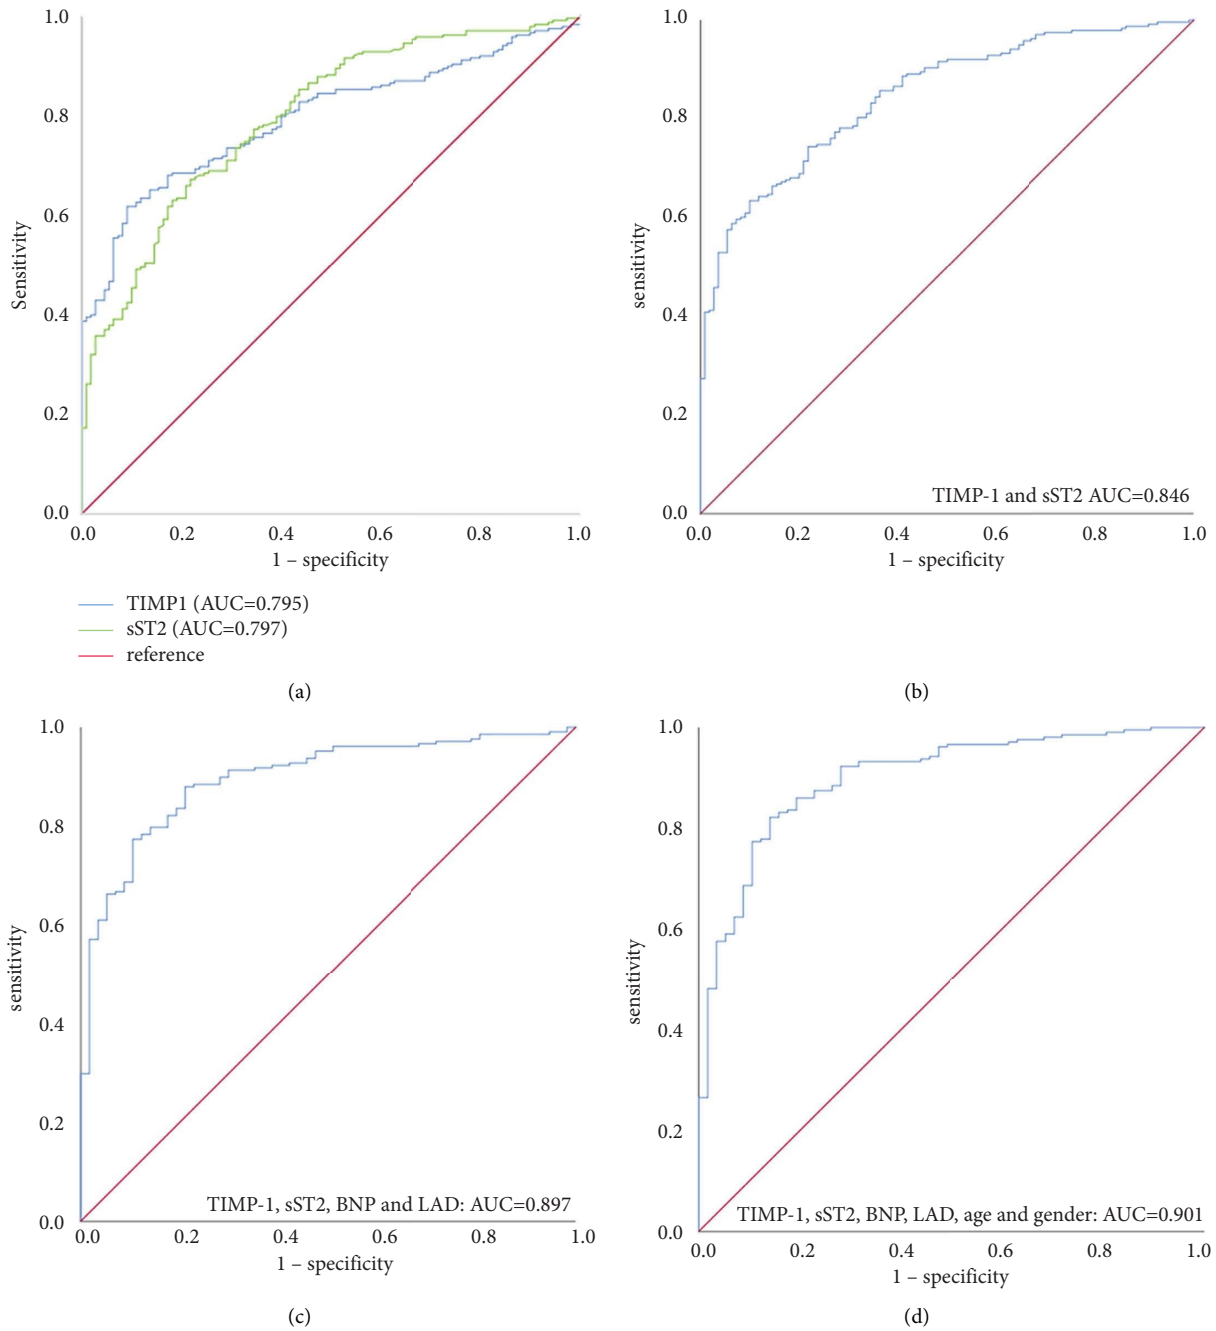 1.0
0.8
0.6
0.4
0.2
0.0
Sensitivity
0.0 0.2 0.4 0.6 0.8 1.0
1 – specificity
TIMP1 (AUC=0.795)
sST2 (AUC=0.797)
reference
(a)
1.0
0.8
0.6
0.4
0.2
0.0
sensitivity
TIMP-1 and sST2 AUC=0.846
0.0 0.2 0.4 0.6 0.8 1.0
1 – specificity
(b)
1.0
0.8
0.6
0.4
0.2
0.0
sensitivity
TIMP-1, sST2, BNP and LAD: AUC=0.897
0.0 0.2 0.4 0.6 0.8 1.0
1 – specificity
(c)
1.0
0.8
0.6
0.4
0.2
0.0
sensitivity
TIMP-1, sST2, BNP, LAD, age and gender: AUC=0.901
0.0 0.2 0.4 0.6 0.8 1.0
1 – specificity
(d)